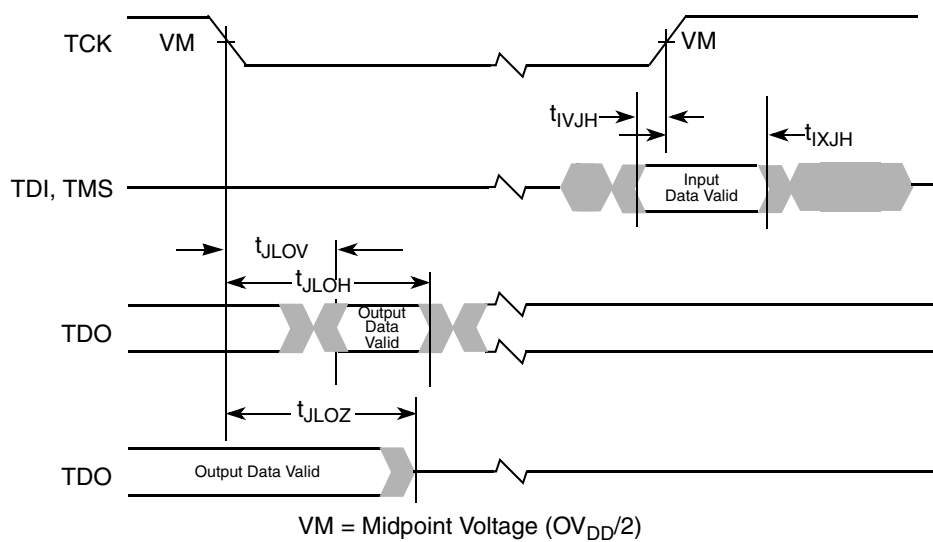 TCK
VM
VM
tIVJH
tIXJH
TDI, TMS
Input
Data Valid
tJLOV
tJLOH
TDO
Output
Data
Valid
tJLOZ
TDO
Output Data Valid
VM = Midpoint Voltage (OVDD/2)